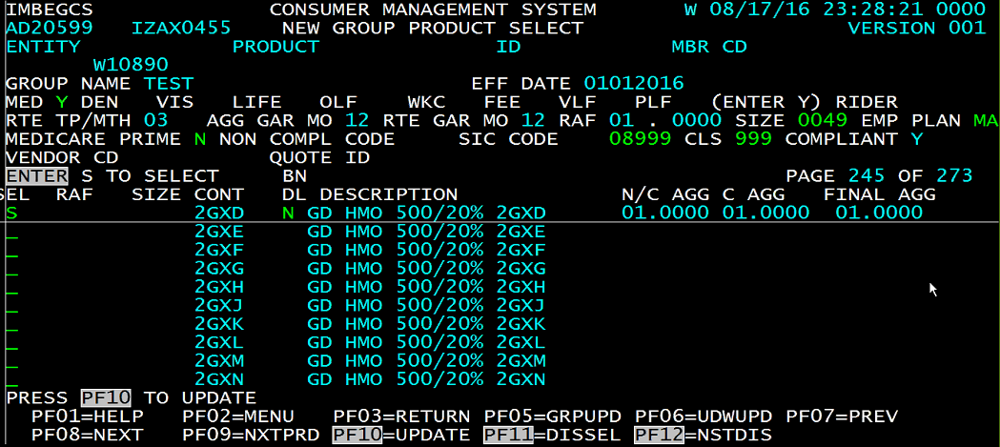 IMBEGCS CONSUMER MANAGEMENT SYSTEM W 08/17/16 23:28:21 0000
AD20599 IZAX0455 NEW GROUP PRODUCT SELECT VERSION 001
ENTITY PRODUCT ID MBR CD
W10890
GROUP NAME TEST EFF DATE 01012016
MED Y DEN VIS LIFE OLF WKC FEE VLF PLF (ENTER Y) RIDER
RTE TP/MTH 03 AGG GAR MO 12 RTE GAR MO 12 RAF 01 . 0000 SIZE 0049 EMP PLAN MA
MEDICARE PRIME N NON COMPL CODE SIC CODE 08999 CLS 999 COMPLIANT Y
VENDOR CD QUOTE ID
ENTER S TO SELECT BN PAGE 245 OF 273
SEL RAF SIZE CONT DL DESCRIPTION N/C AGG C AGG FINAL AGG
S 2GXD N GD HMO 500/20% 2GXD 01.0000 01.0000 01.0000
_ 2GXE GD HMO 500/20% 2GXE
_ 2GXF GD HMO 500/20% 2GXF
_ 2GXG GD HMO 500/20% 2GXG
_ 2GXH GD HMO 500/20% 2GXH
_ 2GXJ GD HMO 500/20% 2GXJ
_ 2GXK GD HMO 500/20% 2GXK
_ 2GXL GD HMO 500/20% 2GXL
_ 2GXM GD HMO 500/20% 2GXM
_ 2GXN GD HMO 500/20% 2GXN
PRESS PF10 TO UPDATE
PF01=HELP PF02=MENU PF03=RETURN PF05=GRPUPD PF06=UDWUPD PF07=PREV
PF08=NEXT PF09=NXTPRD PF10=UPDATE PF11=DISSEL PF12=NSTDIS